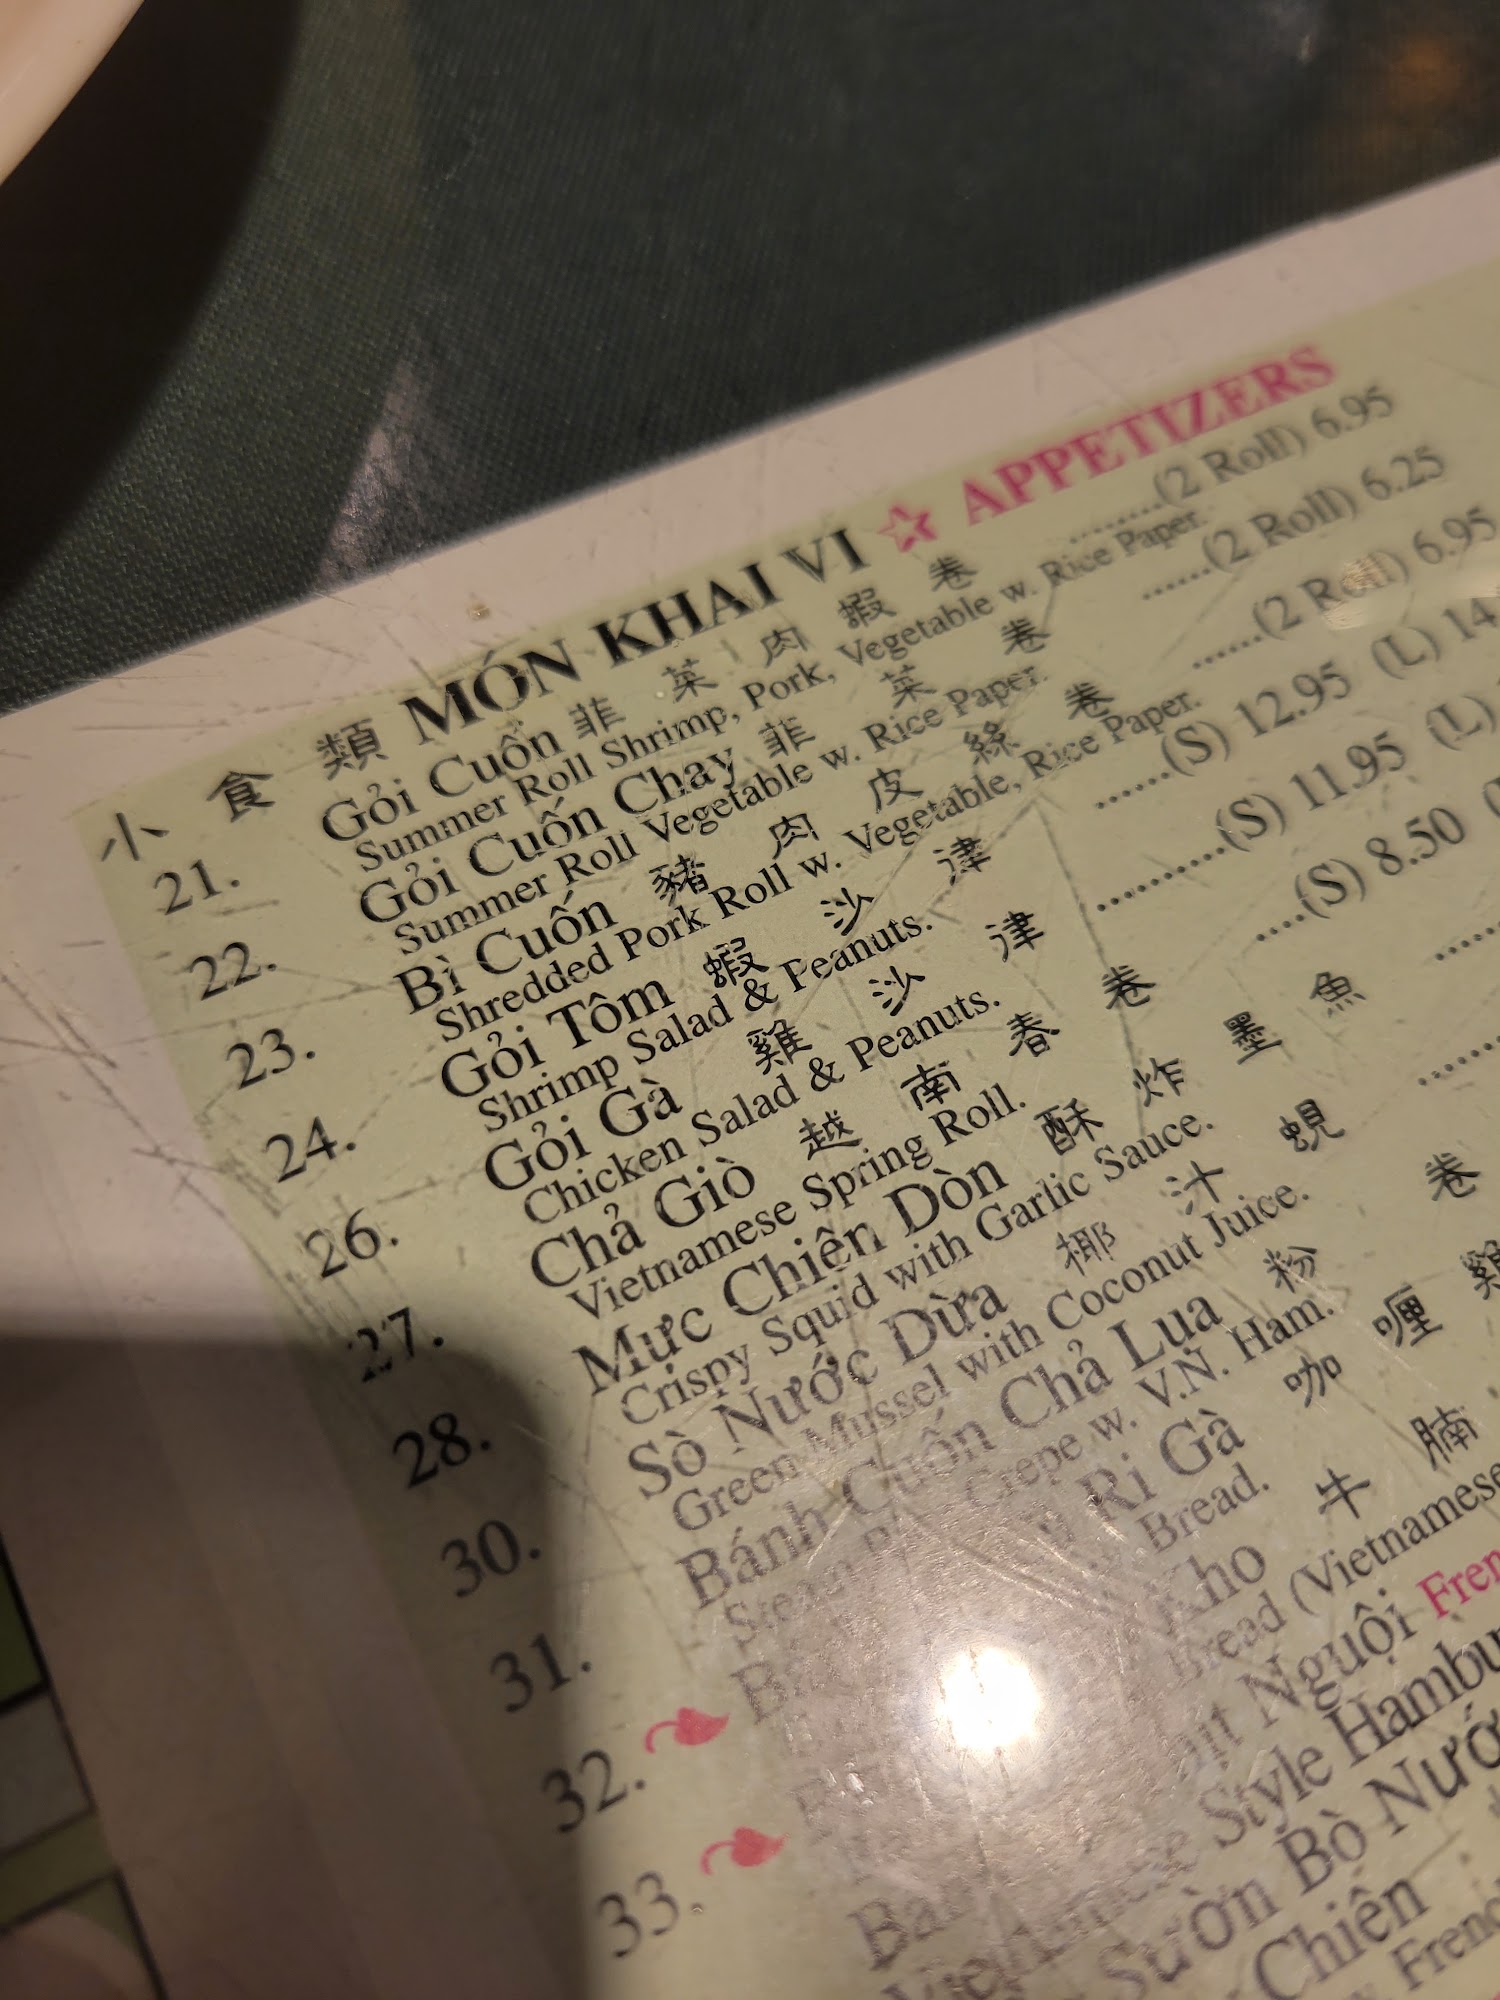 小 食 類 MÓN KHAI VI ☆ APPETIZERS
21. Gỏi Cuốn 菲 菜 肉 蝦 卷 ........(2 Roll) 6.95
Summer Roll Shrimp, Pork, Vegetable w. Rice Paper.
22. Gỏi Cuốn Chay 菲 菜 卷 ......(2 Roll) 6.25
Summer Roll Vegetable w. Rice Paper.
23. Bì Cuốn 豬 肉 皮 絲 卷 ......(2 Roll) 6.95
Shredded Pork Roll w. Vegetable, Rice Paper.
24. Gỏi Tôm 蝦 沙 津 .......(S) 12.95 (L) 14
Shrimp Salad & Peanuts.
26. Gỏi Gà 雞 沙 津 ..........(S) 11.95 (L)
Chicken Salad & Peanuts.
27. Chả Giò 越 南 春 卷 ....(S) 8.50
Vietnamese Spring Roll.
28. Mực Chiên Dòn 酥 炸 墨 魚
Crispy Squid with Garlic Sauce.
30. Sò Nước Dừa 椰 汁 蜆
Green Mussel with Coconut Juice.
31. Bánh Cuốn Chả Lụa 粉 卷
Crepe w. V.N. Ham.
32. Ri Gà 咖 喱 雞
Bread.
33. Kho 牛 腩
Bread (Vietnamese
Nguội
Style
Sườn Bò
Chiên